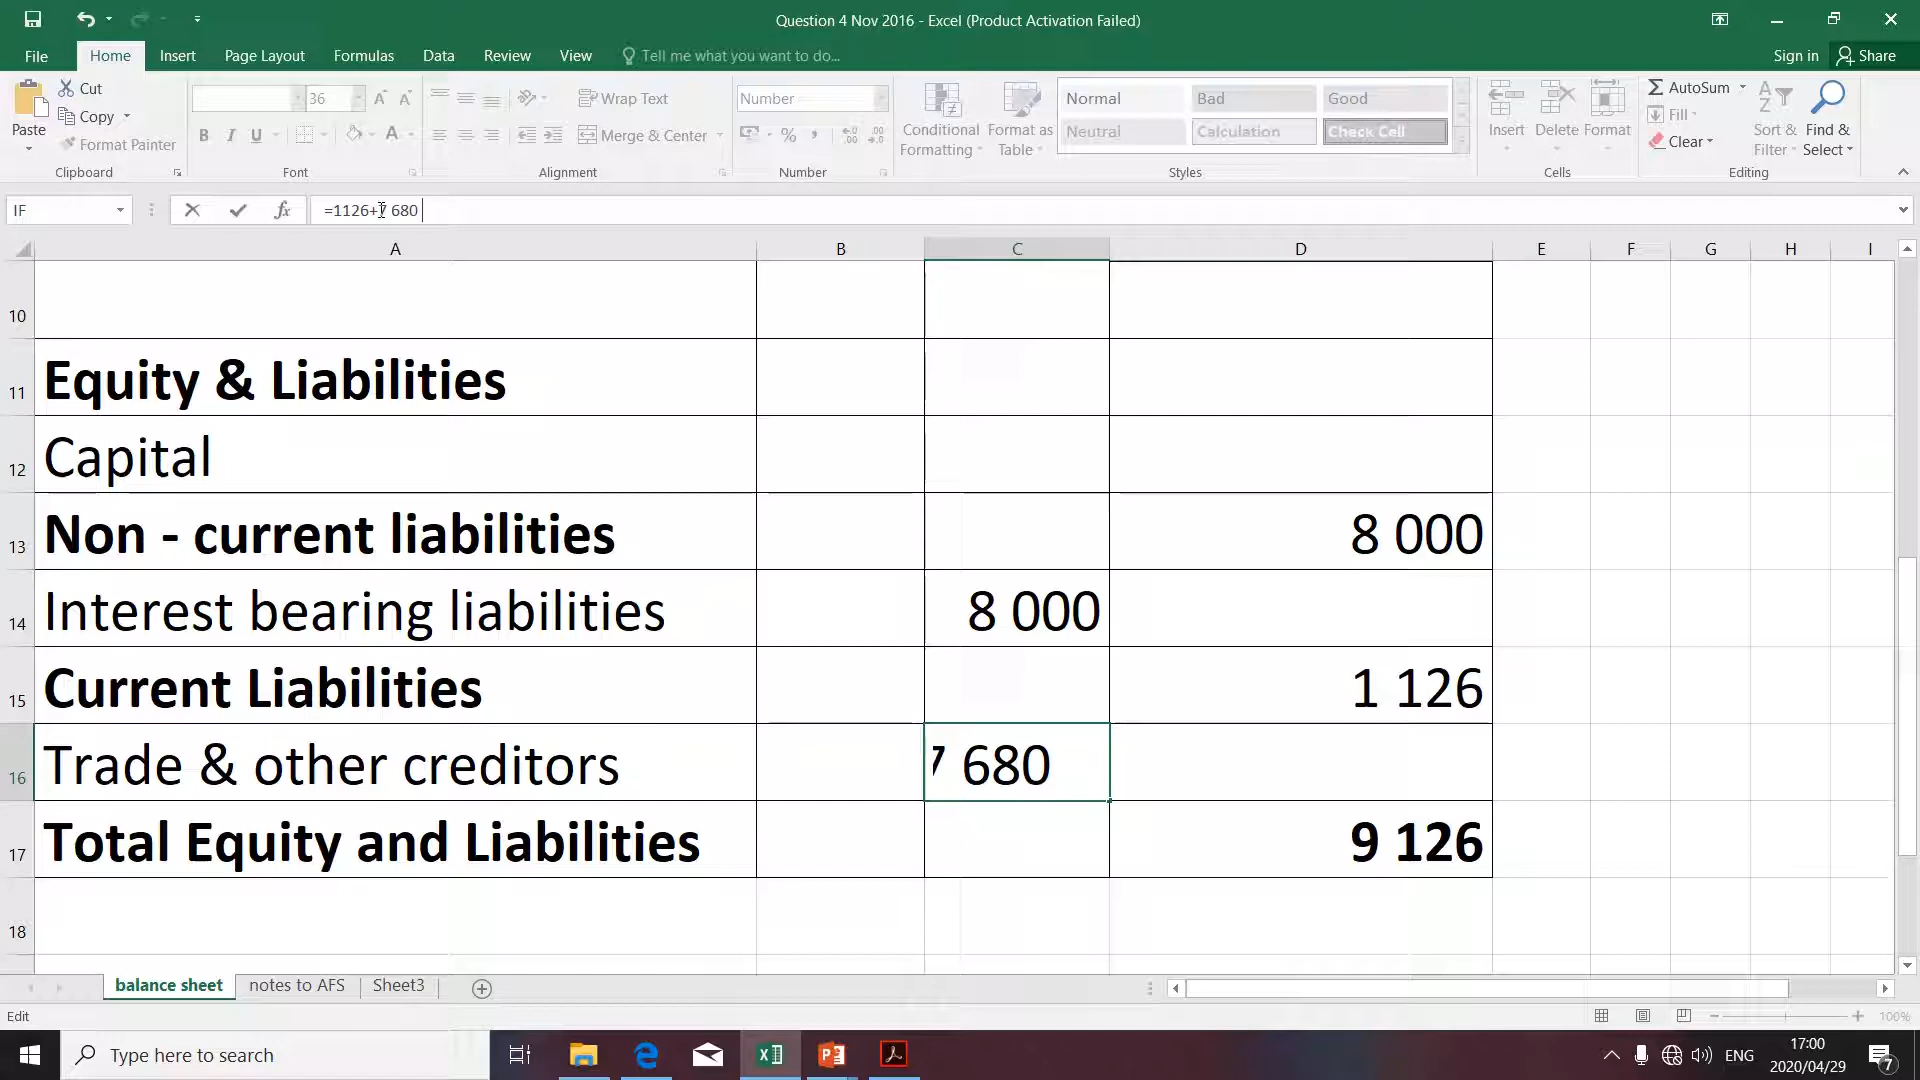 Question 4 Nov 2016 - Excel (Product Activation Failed)
File Home Insert Page Layout Formulas Data Review View Tell me what you want to do... Sign in Share
Paste
Cut
Copy
Format Painter
Clipboard
36
B I U
A
Font
Wrap Text
Merge & Center
Alignment
Number
%
Number
Conditional Formatting
Format as Table
Normal Bad Good
Neutral Calculation Check Cell
Styles
Insert Delete Format
Cells
AutoSum
Fill
Clear
Sort & Filter
Find & Select
Editing
IF fx =1126+7 680
A B C D E F G H I
10
11 Equity & Liabilities
12 Capital
13 Non - current liabilities 8 000
14 Interest bearing liabilities 8 000
15 Current Liabilities 1 126
16 Trade & other creditors 7 680
17 Total Equity and Liabilities 9 126
18
balance sheet notes to AFS Sheet3
Edit 100%
Type here to search
ENG
17:00
2020/04/29
7